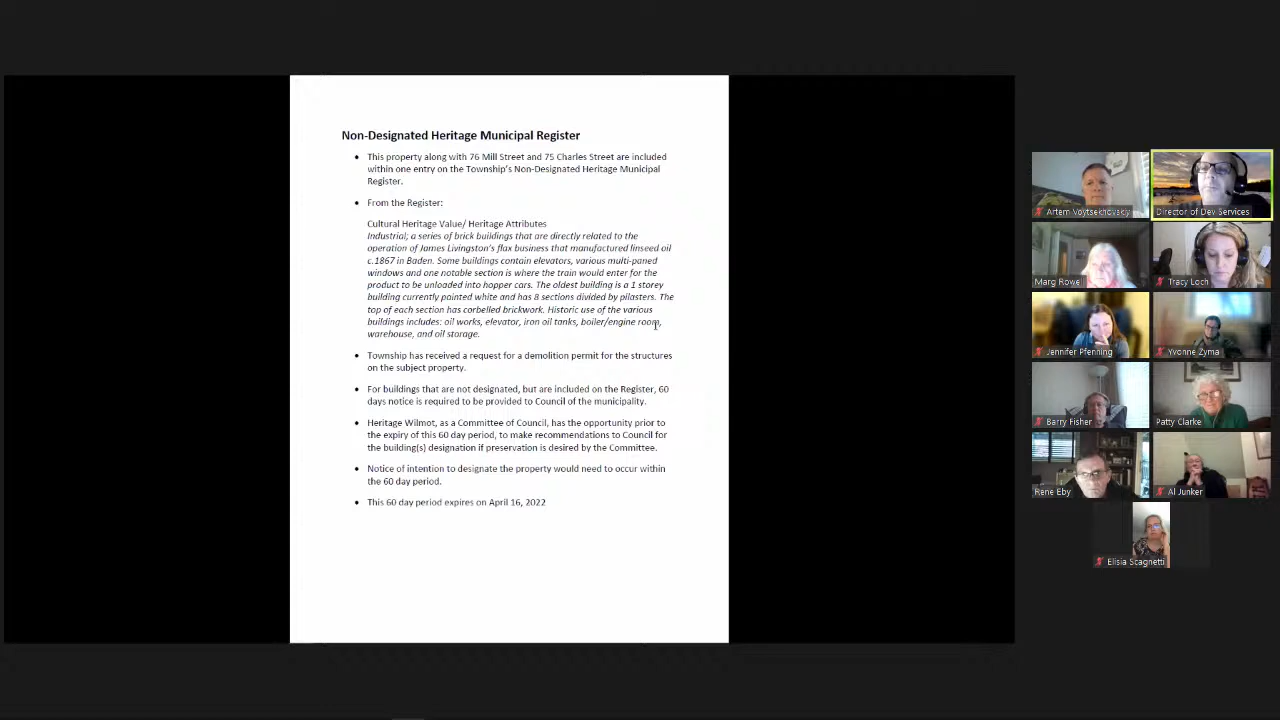 Non-Designated Heritage Municipal Register
• This property along with 76 Mill Street and 75 Charles Street are included
within one entry on the Township's Non-Designated Heritage Municipal
Register.
• From the Register:
Cultural Heritage Value/ Heritage Attributes
Industrial; a series of brick buildings that are directly related to the
operation of James Livingston's flax business that manufactured linseed oil
c.1867 in Baden. Some buildings contain elevators, various multi-paned
windows and one notable section is where the train would enter for the
product to be unloaded into hopper cars. The oldest building is a 1 storey
building currently painted white and has 8 sections divided by pilasters. The
top of each section has corbelled brickwork. Historic use of the various
buildings includes: oil works, elevator, iron oil tanks, boiler/engine room,
warehouse, and oil storage.
• Township has received a request for a demolition permit for the structures
on the subject property.
• For buildings that are not designated, but are included on the Register, 60
days notice is required to be provided to Council of the municipality.
• Heritage Wilmot, as a Committee of Council, has the opportunity prior to
the expiry of this 60 day period, to make recommendations to Council for
the building(s) designation if preservation is desired by the Committee.
• Notice of intention to designate the property would need to occur within
the 60 day period.
• This 60 day period expires on April 16, 2022
Artem Voytsekhovskiy
Director of Dev Services
Marg Rowell
Tracy Loch
Jennifer Pfenning
Yvonne Zyma
Barry Fisher
Patty Clarke
Rene Eby
Al Junker
Elisia Scagnetti